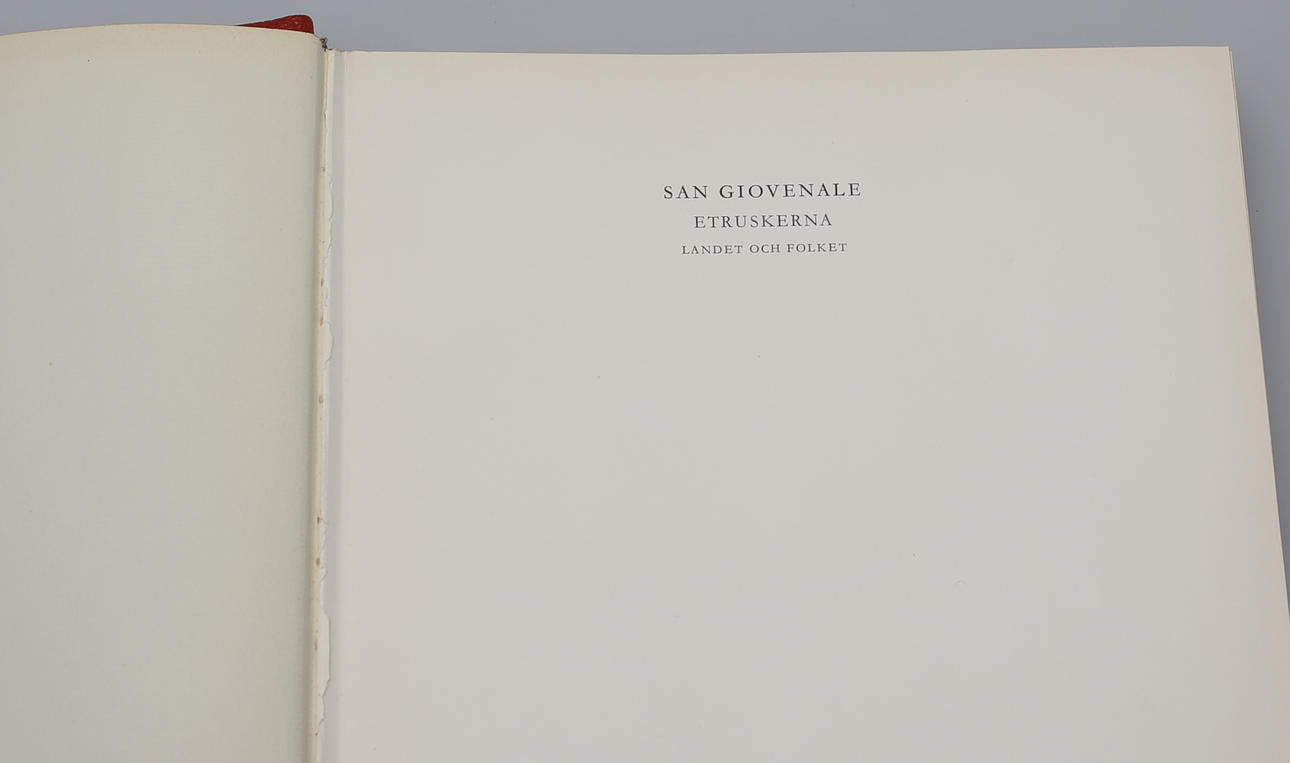 SAN GIOVENALE
ETRUSKERNA
LANDET OCH FOLKET